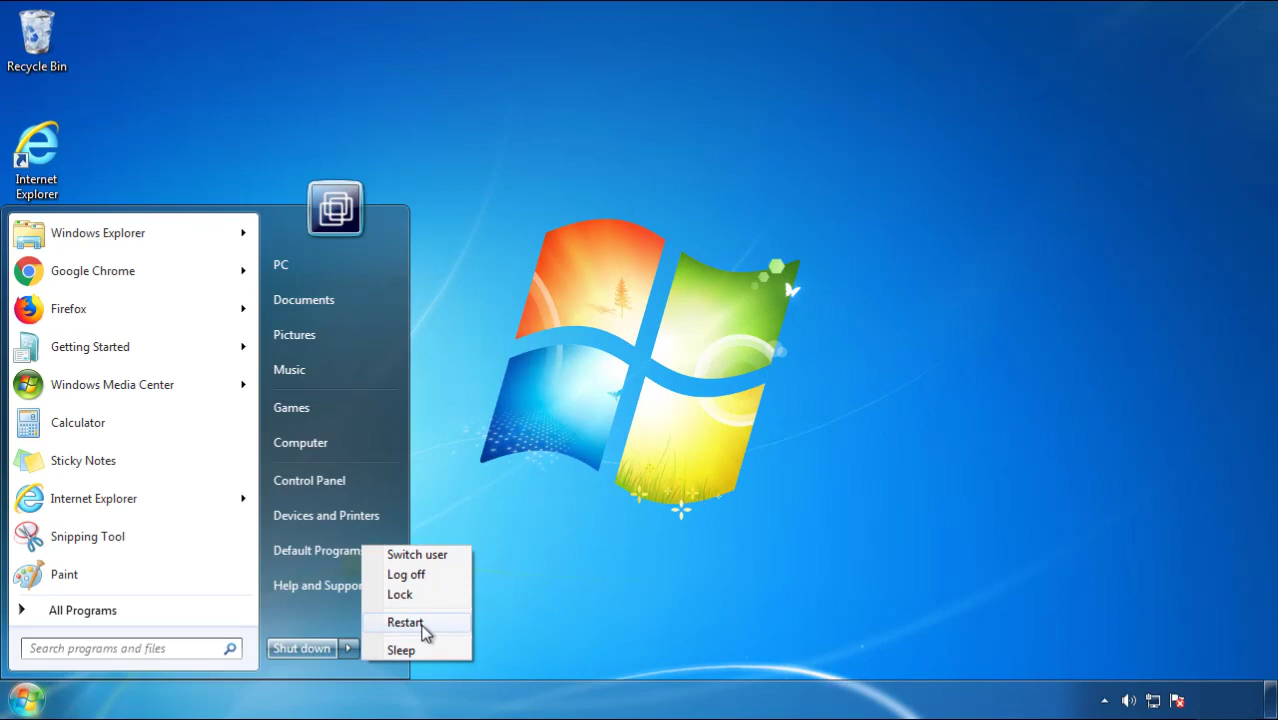 Recycle Bin
Internet
Explorer
Windows Explorer
Google Chrome
Firefox
Getting Started
Windows Media Center
Calculator
Sticky Notes
Internet Explorer
Snipping Tool
Paint
All Programs
Search programs and files
PC
Documents
Pictures
Music
Games
Computer
Control Panel
Devices and Printers
Default Program
Help and Suppor
Shut down
Switch user
Log off
Lock
Restart
Sleep